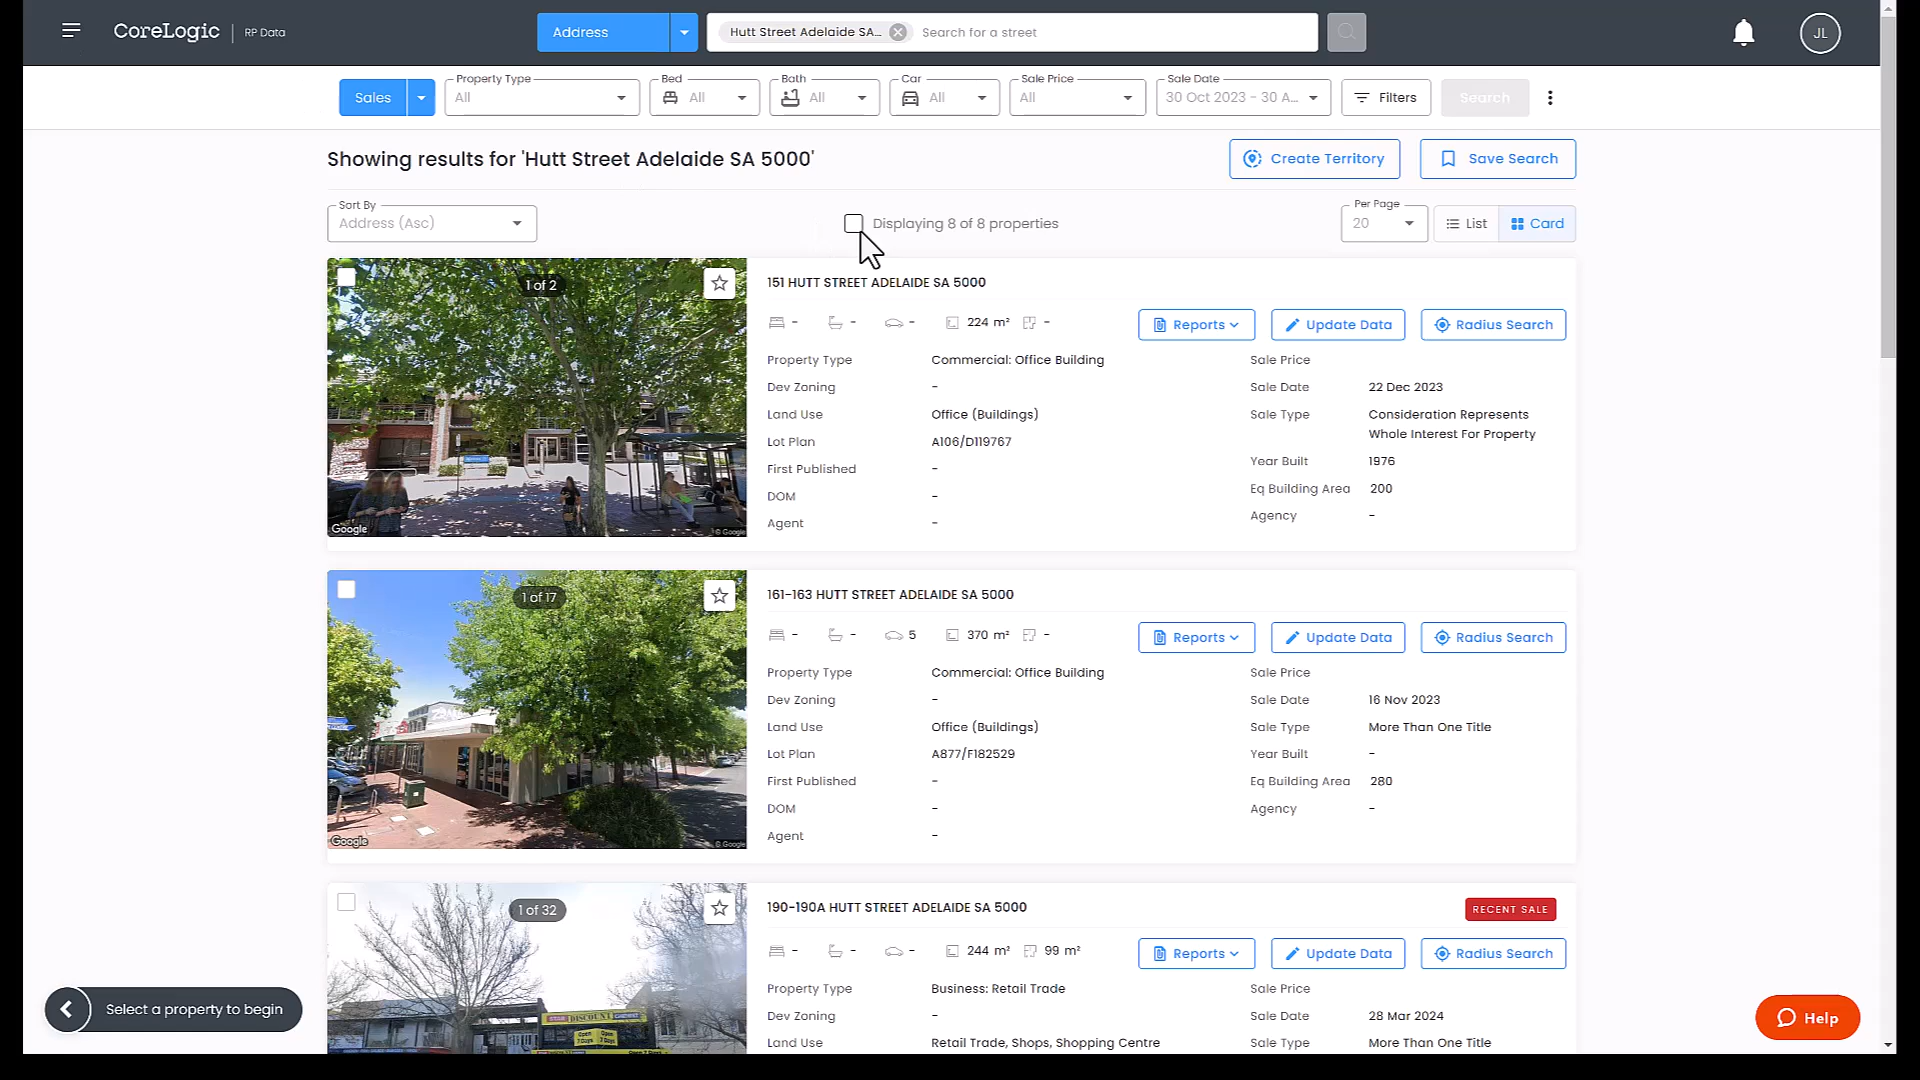 CoreLogic | RP Data
Address
Hutt Street Adelaide SA...
Search for a street
JL
Sales
Property Type
All
Bed
All
Bath
All
Car
All
Sale Price
All
Sale Date
30 Oct 2023 - 30 A...
Filters
Search
Showing results for 'Hutt Street Adelaide SA 5000'
Create Territory
Save Search
Sort By
Address (Asc)
Displaying 8 of 8 properties
Per Page
20
List
Card
1 of 2
Google
© Google
151 HUTT STREET ADELAIDE SA 5000
- - - 224 m² -
Reports
Update Data
Radius Search
Property Type Commercial: Office Building
Dev Zoning -
Land Use Office (Buildings)
Lot Plan A106/D119767
First Published -
DOM -
Agent -
Sale Price
Sale Date 22 Dec 2023
Sale Type Consideration Represents
Whole Interest For Property
Year Built 1976
Eq Building Area 200
Agency -
1 of 17
Google
© Google
161-163 HUTT STREET ADELAIDE SA 5000
- - 5 370 m² -
Reports
Update Data
Radius Search
Property Type Commercial: Office Building
Dev Zoning -
Land Use Office (Buildings)
Lot Plan A877/F182529
First Published -
DOM -
Agent -
Sale Price
Sale Date 16 Nov 2023
Sale Type More Than One Title
Year Built -
Eq Building Area 280
Agency -
1 of 32
DISCOUNT
Open
7 Days
Open
7 Days
190-190A HUTT STREET ADELAIDE SA 5000
RECENT SALE
- - - 244 m² 99 m²
Reports
Update Data
Radius Search
Property Type Business: Retail Trade
Dev Zoning -
Land Use Retail Trade, Shops, Shopping Centre
Sale Price
Sale Date 28 Mar 2024
Sale Type More Than One Title
Select a property to begin
Help